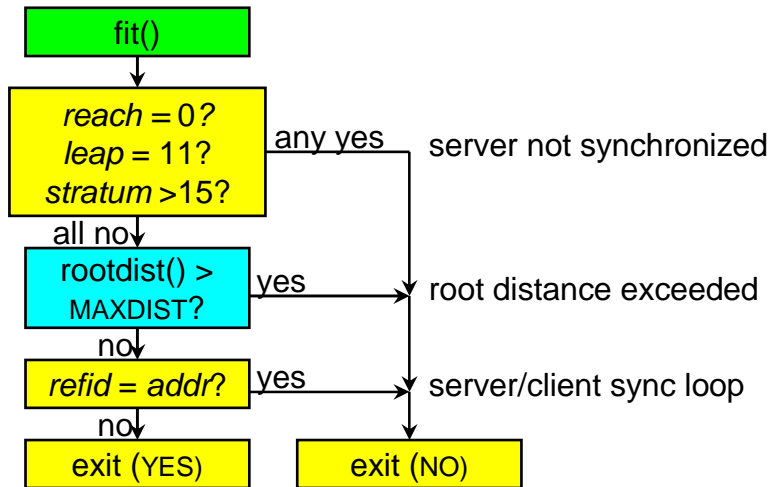 fit()
reach = 0?
leap = 11?
stratum >15?
any yes
server not synchronized
all no
rootdist() >
MAXDIST?
yes
root distance exceeded
no
refid = addr?
yes
server/client sync loop
no
exit (YES)
exit (NO)